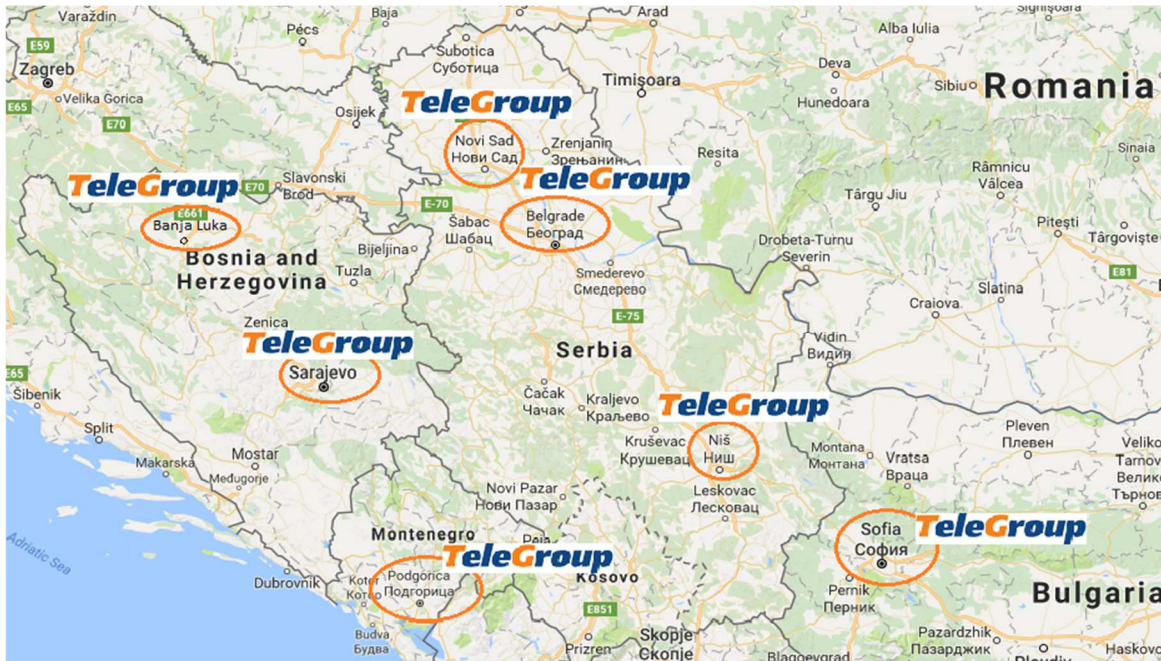 Varaždin
Pécs
Baja
Arad
Alba Iulia
Sighișoara
E59
Zagreb
Velika Gorica
E65
E70
Osijek
Subotica
Суботица
Timișoara
Deva
Hunedoara
Sibiu
Romania
TeleGroup
Novi Sad
Нови Сад
Zrenjanin
Зрењанин
Resita
Sinaia
Râmnicu
Vâlcea
TeleGroup
E70
Slavonski
Brod
TeleGroup
E-70
Târgu Jiu
Pitești
Târgoviște
E661
Banja Luka
Šabac
Шабац
Belgrade
Београд
Bosnia and
Herzegovina
Bijeljina
Tuzla
Smederevo
Смедерево
Drobeta-Turnu
Severin
E81
Slatina
Craiova
Zenica
E-75
TeleGroup
Sarajevo
Serbia
Vidin
Видин
E65
Šibenik
Čačak
Чачак
Kraljevo
Краљево
TeleGroup
Split
Makarska
Mostar
Međugorje
Kruševac
Крушевац
Niš
Ниш
Montana
Монтана
Vratsa
Враца
Pleven
Плевен
Novi Pazar
Нови Пазар
Leskovac
Лесковац
Adriatic Sea
Montenegro
TeleGroup
Sofia
София
TeleGroup
Dubrovnik
Podgorica
Подгорица
Kosovo
Pernik
Перник
Bulgaria
Budva
Будва
E851
Prizren
Skopje
Скопје
Blagoevgrad
Pazardzhik
Пазарджик
Haskovo